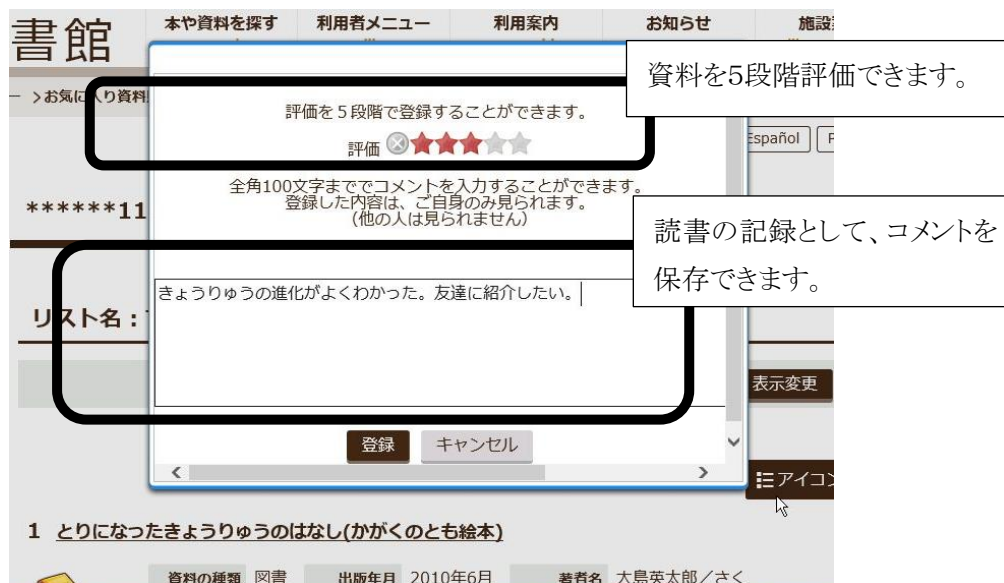 書館
本や資料を探す 利用者メニュー 利用案内 お知らせ 施設
資料を5段階評価できます。
>お気に入り資料
評価を5段階で登録することができます。
Español
評価
全角100文字まででコメントを入力することができます。
登録した内容は、ご自身のみ見られます。
(他の人は見られません)
******11
読書の記録として、コメントを
保存できます。
きょうりゅうの進化がよくわかった。友達に紹介したい。
リスト名:
表示変更
登録 キャンセル
アイコン
1 とりになったきょうりゅうのはなし(かがくのとも絵本)
資料の種類 図書 出版年月 2010年6月 著者名 大島英太郎/さく